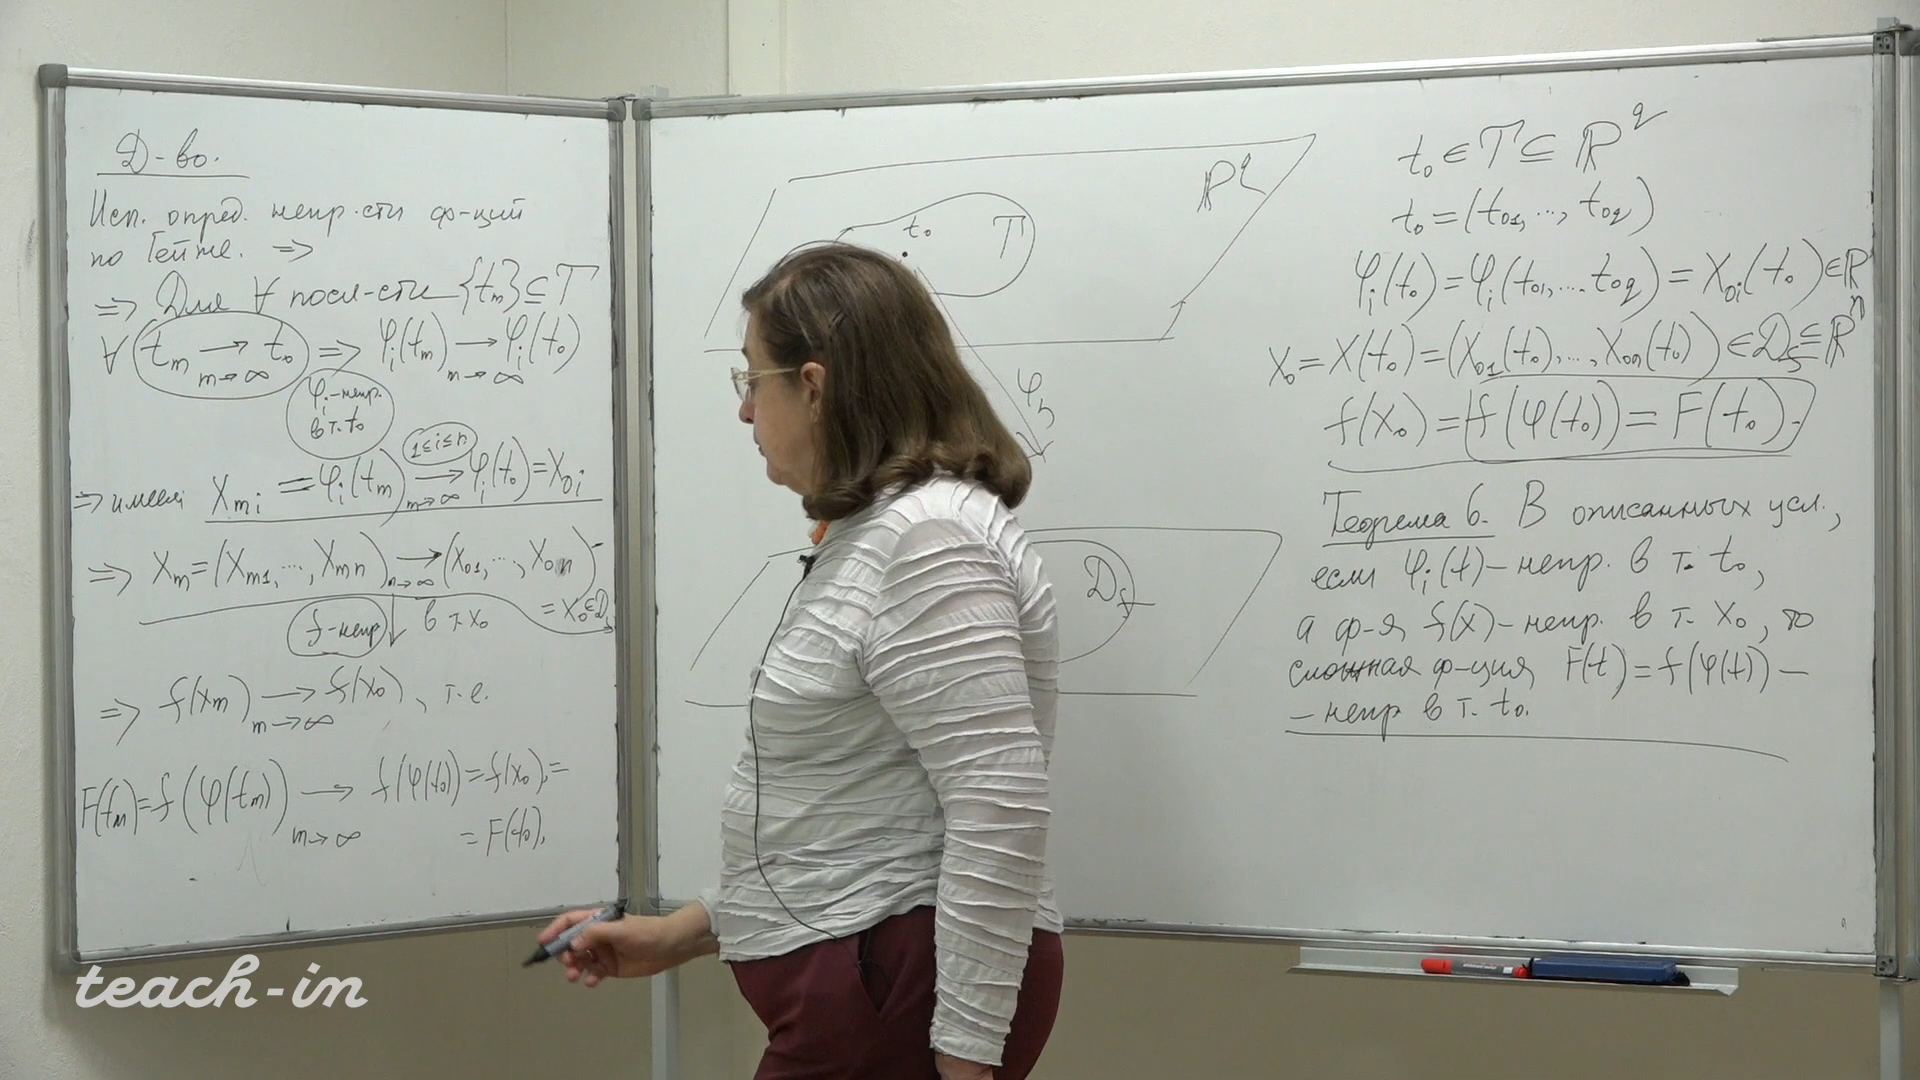 Д-во.
Исп. опред. непр-сти ф-ций
по Гейне. ⇒
⇒ Для ∀ посл-сти {tₘ} ⊆ T
∀ tₘ → t₀ ⇒ φᵢ(tₘ) → φᵢ(t₀)
m→∞ m→∞
φᵢ-непр.
в т. t₀
1≤i≤n
⇒ имеем xₘᵢ = φᵢ(tₘ) → φᵢ(t₀) = x₀ᵢ
m→∞
⇒ xₘ = (xₘ₁, ..., xₘₙ) → (x₀₁, ..., x₀ₙ) =
n→∞
= x₀ ∈ D_f
f-непр в т. x₀
⇒ f(xₘ) → f(x₀), т.е.
m→∞
F(tₘ) = f(φ(tₘ)) → f(φ(t₀)) = f(x₀) =
m→∞
= F(t₀).
ℝ^q
t₀ T
φ
D_f
t₀ ∈ T ⊆ ℝ^q
t₀ = (t₀₁, ..., t₀q)
φᵢ(t₀) = φᵢ(t₀₁, ... t₀q) = x₀ᵢ(t₀) ∈ ℝ
x₀ = x(t₀) = (x₀₁(t₀), ..., x₀ₙ(t₀)) ∈ D_f ⊆ ℝⁿ
f(x₀) = f(φ(t₀)) = F(t₀).
Теорема 6. В описанных усл.,
если φᵢ(t) – непр. в т. t₀,
а ф-я f(x) – непр. в т. x₀, то
сложная ф-ция F(t) = f(φ(t)) –
– непр в т. t₀.
teach-in